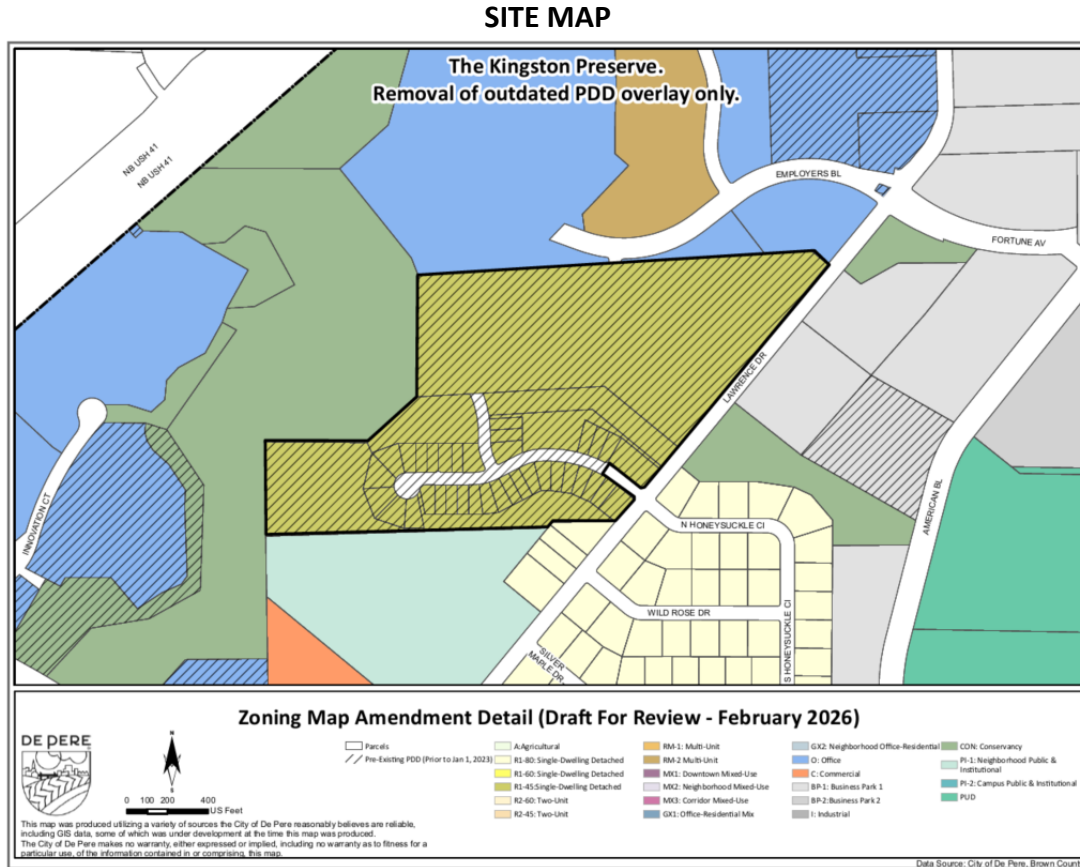 SITE MAP
The Kingston Preserve.
Removal of outdated PDD overlay only.
NB USH 41
NB USH 41
EMPLOYERS BL
FORTUNE AV
LAWRENCE DR
INNOVATION CT
AMERICAN BL
N HONEYSUCKLE CI
WILD ROSE DR
S HONEYSUCKLE CI
SILVER
MAPLE DR
Zoning Map Amendment Detail (Draft For Review - February 2026)
DE PERE
N
0 100 200 400
US Feet
Parcels
Pre-Existing PDD (Prior to Jan 1, 2023)
A:Agricultural
R1-80: Single-Dwelling Detached
R1-60: Single-Dwelling Detached
R1-45:Single-Dwelling Detached
R2-60: Two-Unit
R2-45: Two-Unit
RM-1: Multi-Unit
RM-2 Multi-Unit
MX1: Downtown Mixed-Use
MX2: Neighborhood Mixed-Use
MX3: Corridor Mixed-Use
GX1: Office-Residential Mix
GX2: Neighborhood Office-Residential
O: Office
C: Commercial
BP-1: Business Park 1
BP-2:Business Park 2
I: Industrial
CON: Conservancy
PI-1: Neighborhood Public &
Institutional
PI-2: Campus Public & Institutional
PUD
This map was produced utilizing a variety of sources the City of De Pere reasonably believes are reliable,
including GIS data, some of which was under development at the time this map was produced.
The City of De Pere makes no warranty, either expressed or implied, including no warranty as to fitness for a
particular use, of the information contained in or comprising, this map.
Data Source: City of De Pere, Brown Count